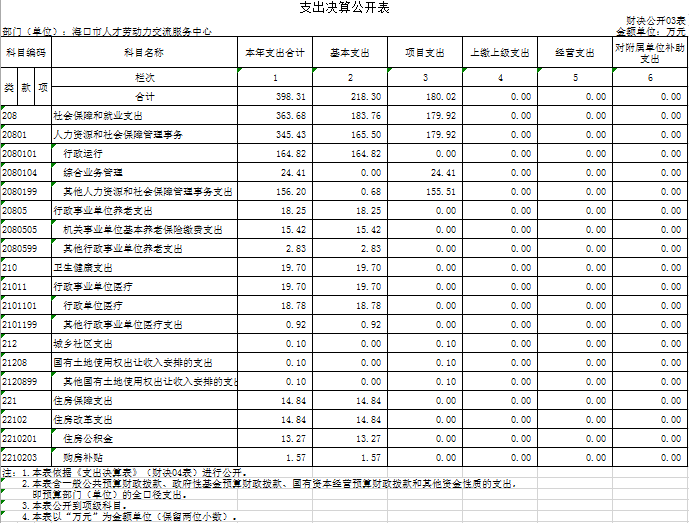 支出决算公开表
财决公开03表
部门（单位）：海口市人才劳动力交流服务中心 金额单位：万元
科目编码 科目名称 本年支出合计 基本支出 项目支出 上缴上级支出 经营支出 对附属单位补助支出
类 款 项 栏次 1 2 3 4 5 6
合计 398.31 218.30 180.02 0.00 0.00 0.00
208 社会保障和就业支出 363.68 183.76 179.92 0.00 0.00 0.00
20801 人力资源和社会保障管理事务 345.43 165.50 179.92 0.00 0.00 0.00
2080101 行政运行 164.82 164.82 0.00 0.00 0.00 0.00
2080104 综合业务管理 24.41 0.00 24.41 0.00 0.00 0.00
2080199 其他人力资源和社会保障管理事务支出 156.20 0.68 155.51 0.00 0.00 0.00
20805 行政事业单位养老支出 18.25 18.25 0.00 0.00 0.00 0.00
2080505 机关事业单位基本养老保险缴费支出 15.42 15.42 0.00 0.00 0.00 0.00
2080599 其他行政事业单位养老支出 2.83 2.83 0.00 0.00 0.00 0.00
210 卫生健康支出 19.70 19.70 0.00 0.00 0.00 0.00
21011 行政事业单位医疗 19.70 19.70 0.00 0.00 0.00 0.00
2101101 行政单位医疗 18.78 18.78 0.00 0.00 0.00 0.00
2101199 其他行政事业单位医疗支出 0.92 0.92 0.00 0.00 0.00 0.00
212 城乡社区支出 0.10 0.00 0.10 0.00 0.00 0.00
21208 国有土地使用权出让收入安排的支出 0.10 0.00 0.10 0.00 0.00 0.00
2120899 其他国有土地使用权出让收入安排的支出 0.10 0.00 0.10 0.00 0.00 0.00
221 住房保障支出 14.84 14.84 0.00 0.00 0.00 0.00
22102 住房改革支出 14.84 14.84 0.00 0.00 0.00 0.00
2210201 住房公积金 13.27 13.27 0.00 0.00 0.00 0.00
2210203 购房补贴 1.57 1.57 0.00 0.00 0.00 0.00
注：1.本表依据《支出决算表》（财决04表）进行公开。
2.本表含一般公共预算财政拨款、政府性基金预算财政拨款、国有资本经营预算财政拨款和其他资金性质的支出，
即预算部门（单位）的全口径支出。
3.本表公开到项级科目。
4.本表以“万元”为金额单位（保留两位小数）。